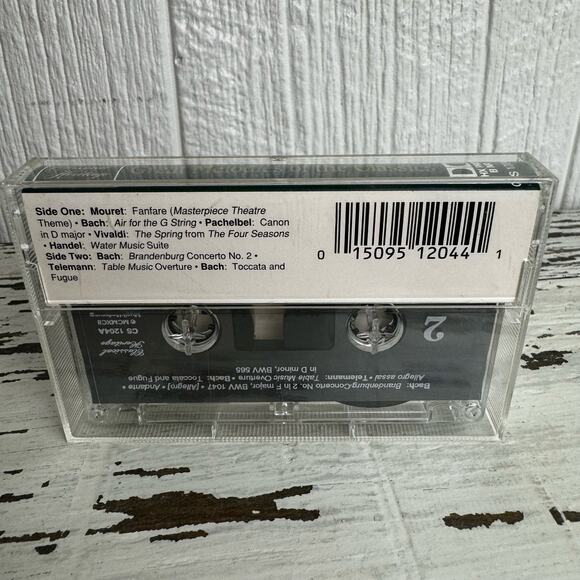 Side One: Mouret: Fanfare (Masterpiece Theatre
Theme) • Bach: Air for the G String • Pachelbel: Canon
in D major • Vivaldi: The Spring from The Four Seasons
• Handel: Water Music Suite
Side Two: Bach: Brandenburg Concerto No. 2 •
Telemann: Table Music Overture • Bach: Toccata and
Fugue
0 15095 12044 1
2
Bach: Brandenburg Concerto No. 2 in F major, BWV 1047 • [Allegro] • Andante •
Allegro assai • Telemann: Table Music Overture • Bach: Toccata and Fugue
in D minor, BWV 565
Classical
Heritage
℗ MCMXCII
CS 1204A